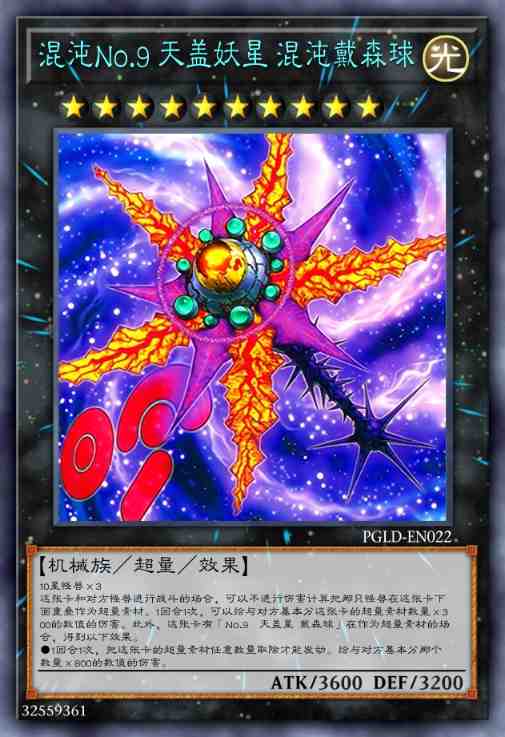 混沌No.9 天盖妖星 混沌戴森球
光
09
PGLD-EN022
【机械族／超量／效果】
10星怪兽×3
这张卡和对方怪兽进行战斗的场合，可以不进行伤害计算把那只怪兽在这张卡下
面重叠作为超量素材。1回合1次，可以给与对方基本分这张卡的超量素材数量×3
00的数值的伤害。此外，这张卡有「No.9　天盖星 戴森球」在作为超量素材的场
合，得到以下效果。
●1回合1次，把这张卡的超量素材任意数量取除才能发动。给与对方基本分那个
数量×800的数值的伤害。
ATK/3600 DEF/3200
32559361